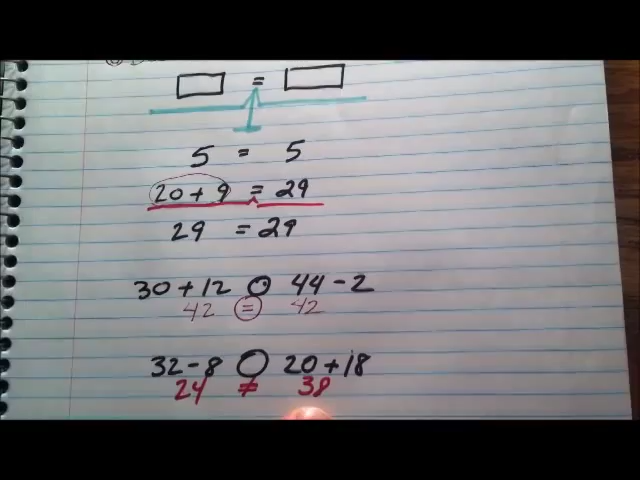 =
5 = 5
20 + 9 = 29
29 = 29
30 + 12 44 - 2
42 = 42
32 - 8 20 + 18
24 ≠ 38